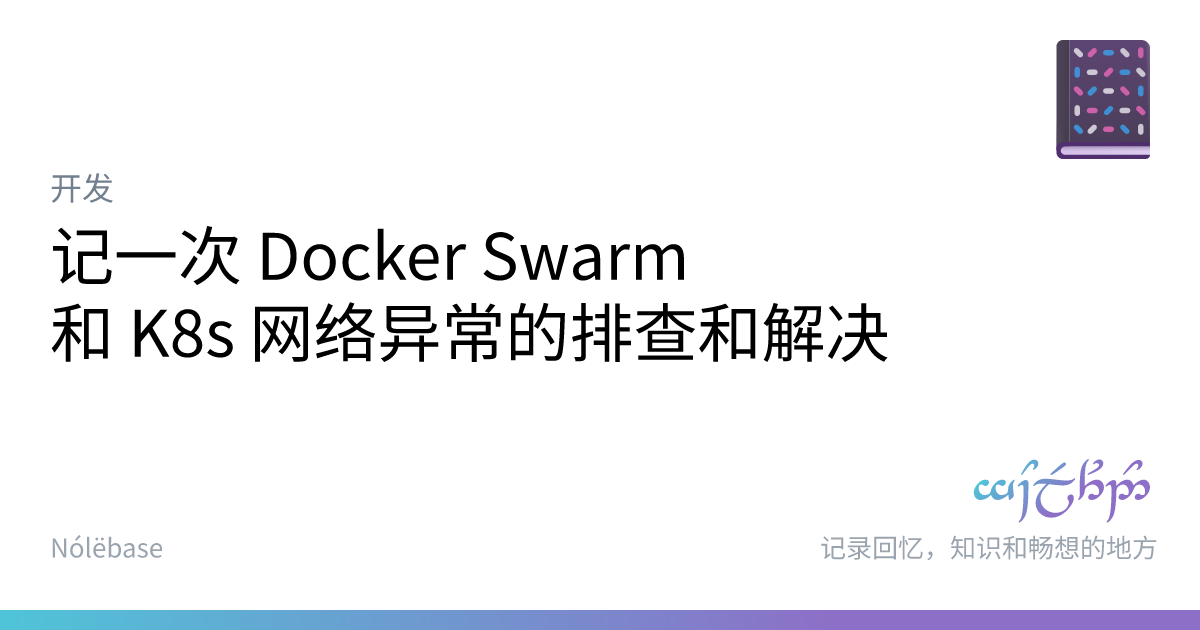 开发
记一次 Docker Swarm
和 K8s 网络异常的排查和解决
Nólëbase
记录回忆，知识和畅想的地方